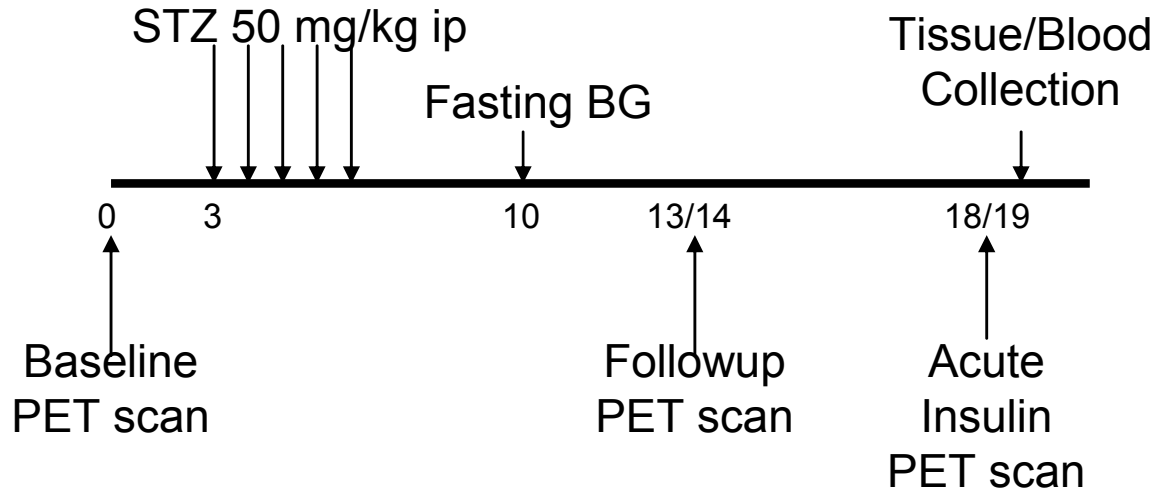 STZ 50 mg/kg ip
Tissue/Blood
Collection
Fasting BG
0
3
10
13/14
18/19
Baseline
PET scan
Followup
PET scan
Acute
Insulin
PET scan